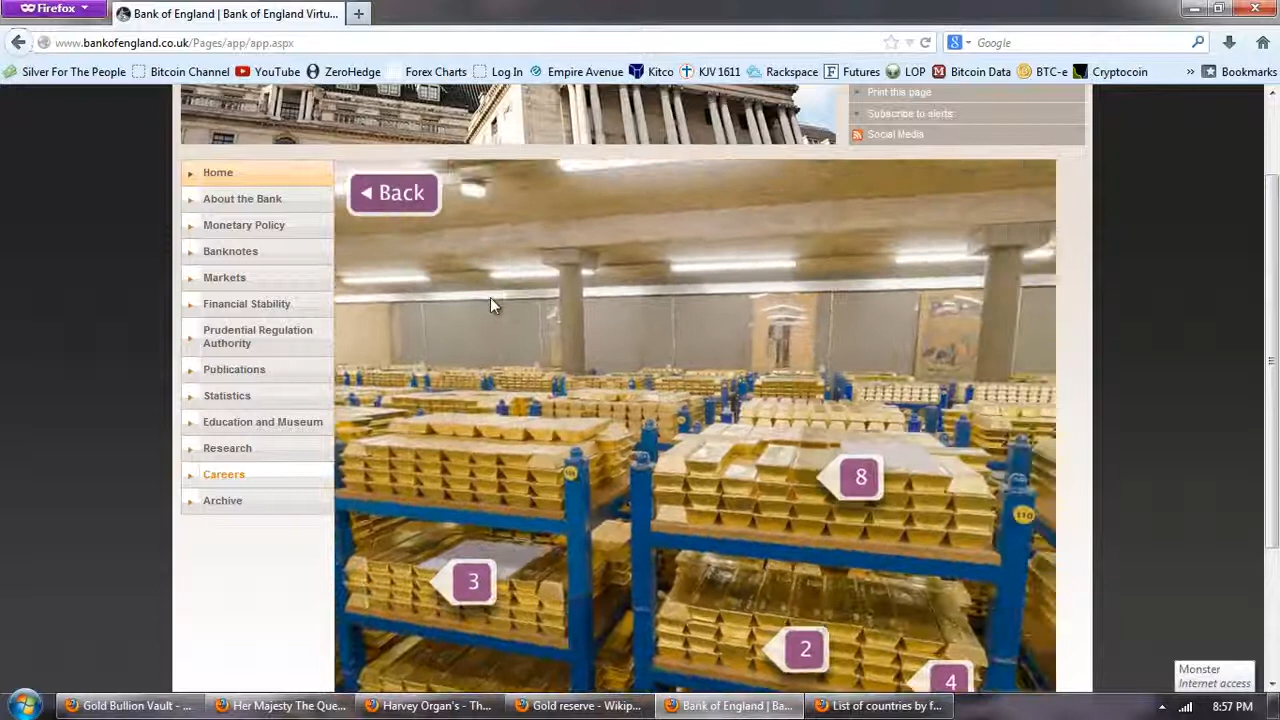 Firefox
Bank of England | Bank of England Virtu...
www.bankofengland.co.uk/Pages/app/app.aspx
Google
Silver For The People
Bitcoin Channel
YouTube
ZeroHedge
Forex Charts
Log In
Empire Avenue
Kitco
KJV 1611
Rackspace
Futures
LOP
Bitcoin Data
BTC-e
Cryptocoin
»
Bookmarks
Print this page
Subscribe to alerts
Social Media
Home
About the Bank
Monetary Policy
Banknotes
Markets
Financial Stability
Prudential Regulation
Authority
Publications
Statistics
Education and Museum
Research
Careers
Archive
Back
8
110
3
2
4
Monster
Internet access
Gold Bullion Vault - ...
Her Majesty The Que...
Harvey Organ's - Th...
Gold reserve - Wikip...
Bank of England | Ba...
List of countries by f...
8:57 PM